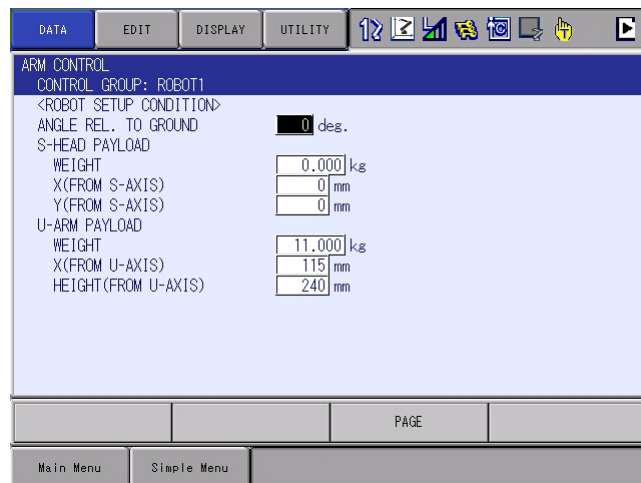 DATA EDIT DISPLAY UTILITY
ARM CONTROL
CONTROL GROUP: ROBOT1
<ROBOT SETUP CONDITION>
ANGLE REL. TO GROUND 0 deg.
S-HEAD PAYLOAD
WEIGHT 0.000 kg
X(FROM S-AXIS) 0 mm
Y(FROM S-AXIS) 0 mm
U-ARM PAYLOAD
WEIGHT 11.000 kg
X(FROM U-AXIS) 115 mm
HEIGHT(FROM U-AXIS) 240 mm
PAGE
Main Menu Simple Menu